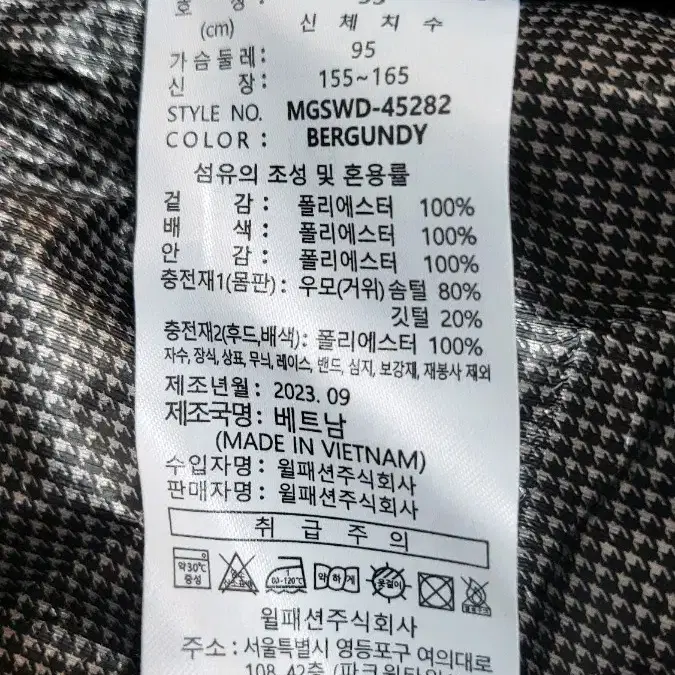 (cm) 신 체 치 수
가슴둘레: 95
신 장: 155~165
STYLE NO. MGSWD-45282
COLOR: BERGUNDY
섬유의 조성 및 혼용률
겉 감: 폴리에스터 100%
배 색: 폴리에스터 100%
안 감: 폴리에스터 100%
충전재1(몸판): 우모(거위) 솜털 80%
깃털 20%
충전재2(후드,배색): 폴리에스터 100%
자수, 장식, 상표, 무늬, 레이스, 밴드, 심지, 보강재, 재봉사 제외
제조년월: 2023. 09
제조국명: 베트남
(MADE IN VIETNAM)
수입자명: 윌패션주식회사
판매자명: 윌패션주식회사
취 급 주 의
약30℃
중성
약하게
옷걸이
윌패션주식회사
주소: 서울특별시 영등포구 여의대로
108, 42층